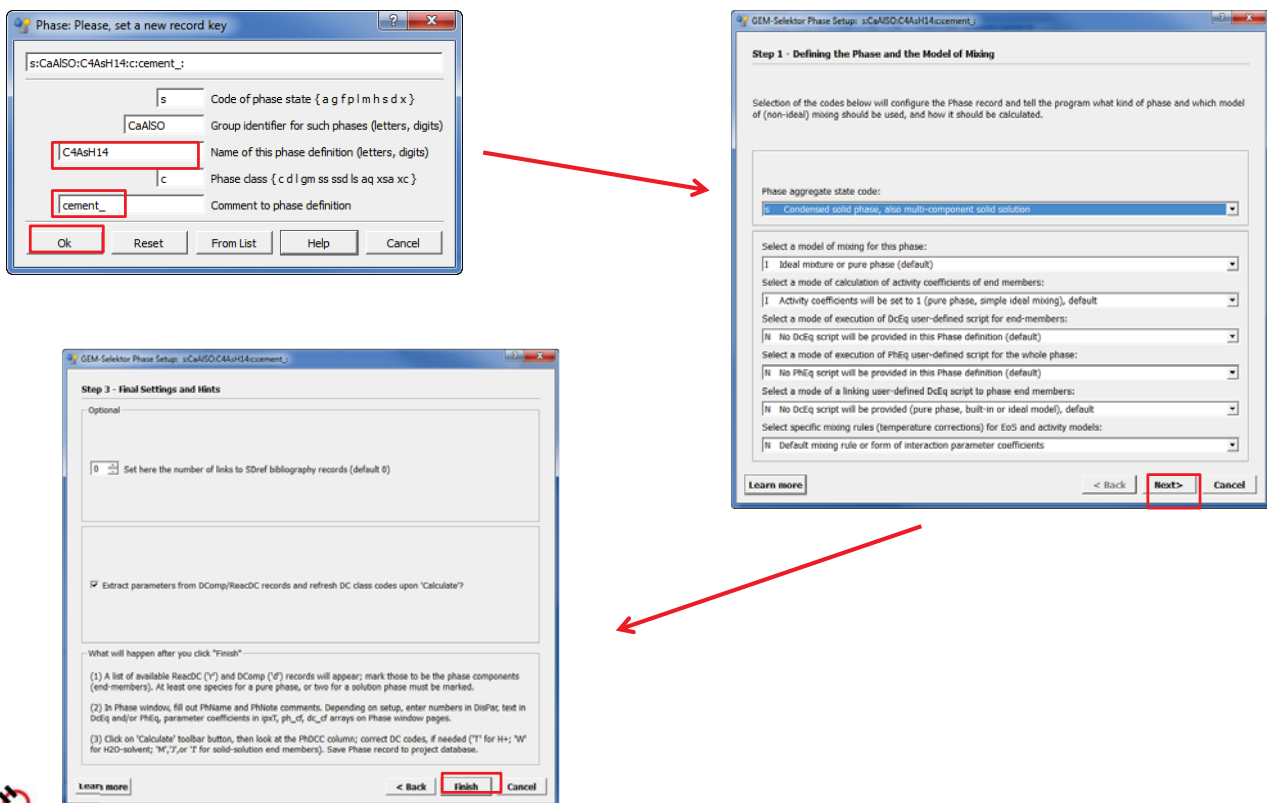 Phase: Please, set a new record key
s:CaAlSO:C4AsH14:c:cement_:
s Code of phase state { a g f p l m h s d x }
CaAlSO Group identifier for such phases (letters, digits)
C4AsH14 Name of this phase definition (letters, digits)
c Phase class { c d l gm ss ssd ls aq xsa xc }
cement_ Comment to phase definition
Ok Reset From List Help Cancel
GEM-Selektor Phase Setup: s:CaAlSO:C4AsH14:c:cement_:
Step 1 - Defining the Phase and the Model of Mixing
Selection of the codes below will configure the Phase record and tell the program what kind of phase and which model
of (non-ideal) mixing should be used, and how it should be calculated.
Phase aggregate state code:
s Condensed solid phase, also multi-component solid solution
Select a model of mixing for this phase:
I Ideal mixture or pure phase (default)
Select a mode of calculation of activity coefficients of end members:
I Activity coefficients will be set to 1 (pure phase, simple ideal mixing), default
Select a mode of execution of DcEq user-defined script for end-members:
N No DcEq script will be provided in this Phase definition (default)
Select a mode of execution of PhEq user-defined script for the whole phase:
N No PhEq script will be provided in this Phase definition (default)
Select a mode of a linking user-defined DcEq script to phase end members:
N No DcEq script will be provided (pure phase, built-in or ideal model), default
Select specific mixing rules (temperature corrections) for EoS and activity models:
N Default mixing rule or form of interaction parameter coefficients
Learn more < Back Next> Cancel
GEM-Selektor Phase Setup: s:CaAlSO:C4AsH14:c:cement_:
Step 3 - Final Settings and Hints
Optional
0 Set here the number of links to SDref bibliography records (default 0)
Extract parameters from DComp/ReacDC records and refresh DC class codes upon 'Calculate'?
What will happen after you click "Finish"
(1) A list of available ReacDC ('r') and DComp ('d') records will appear; mark those to be the phase components
(end-members). At least one species for a pure phase, or two for a solution phase must be marked.
(2) In Phase window, fill out PhName and PhNote comments. Depending on setup, enter numbers in DisPar, text in
DcEq and/or PhEq, parameter coefficients in ipxT, ph_cf, dc_cf arrays on Phase window pages.
(3) Click on 'Calculate' toolbar button, then look at the PhDCC column; correct DC codes, if needed ('T' for H+; 'W'
for H2O-solvent; 'M','J',or 'I' for solid-solution end members). Save Phase record to project database.
Learn more < Back Finish Cancel